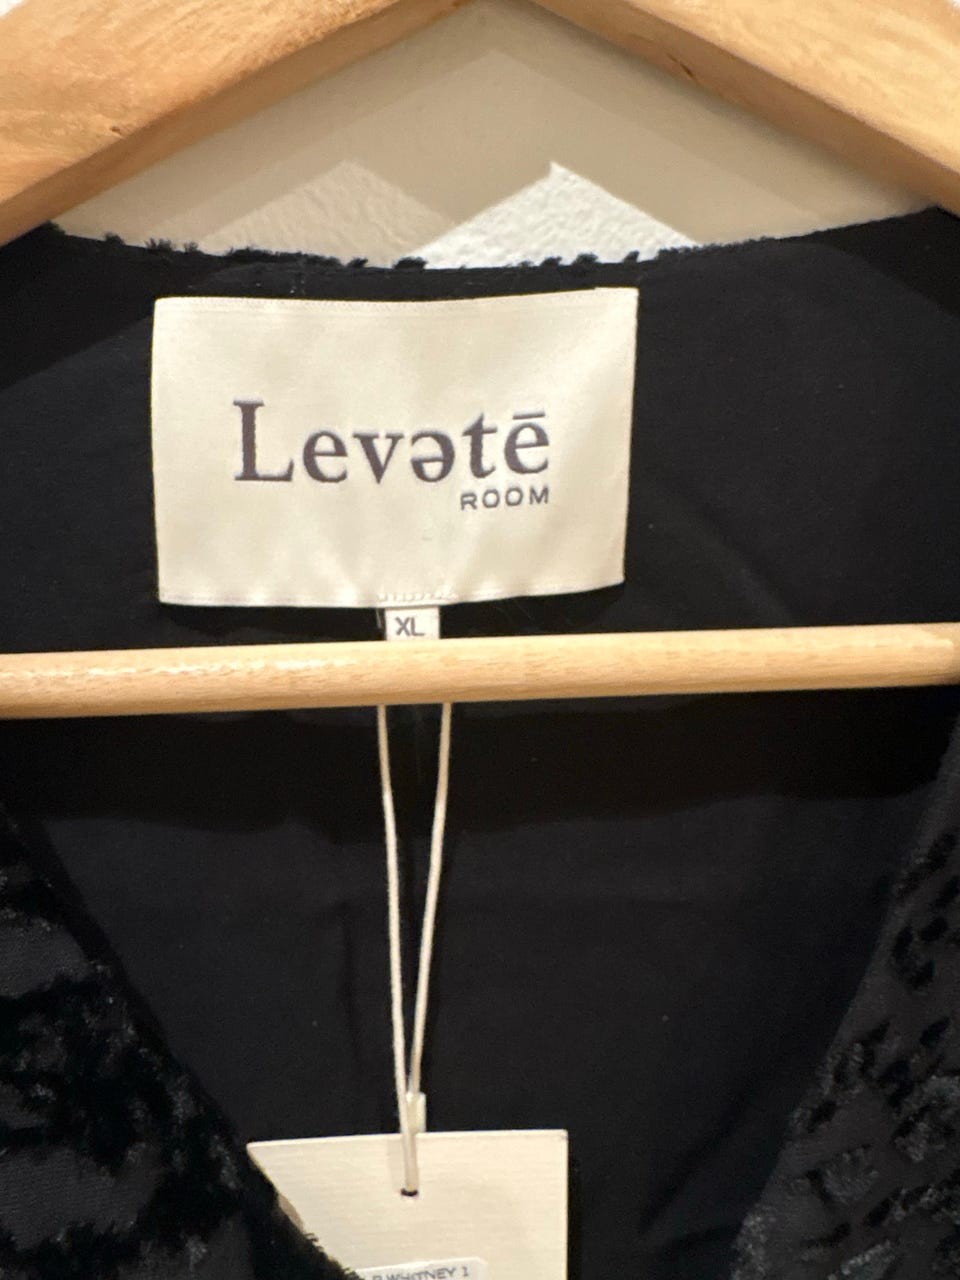 Levətē
ROOM
XL
WHITNEY 1